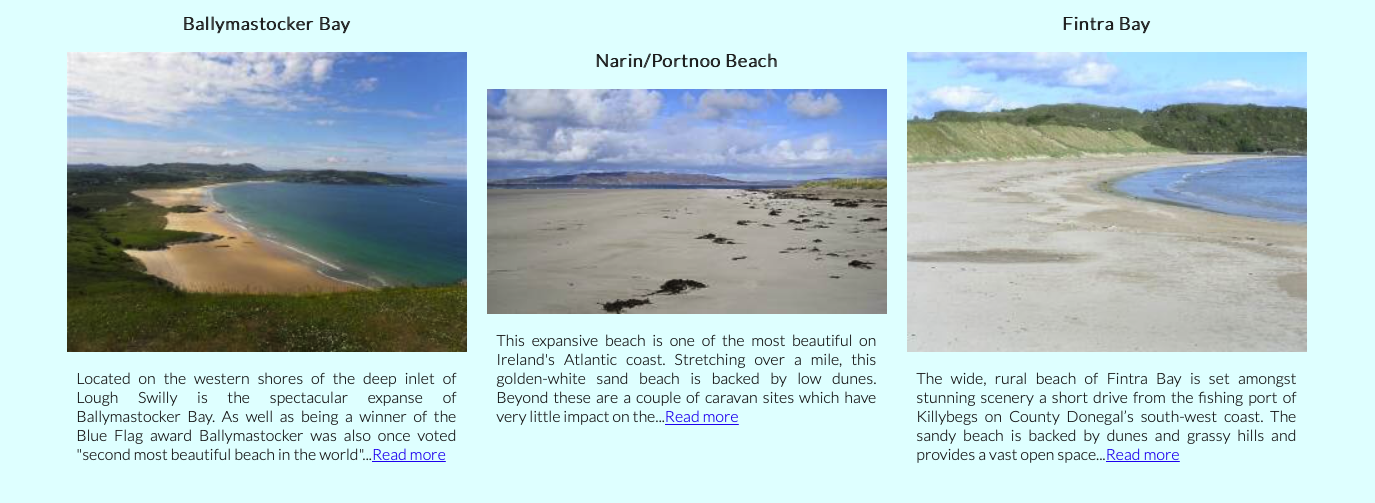 Ballymastocker Bay
Located on the western shores of the deep inlet of
Lough Swilly is the spectacular expanse of
Ballymastocker Bay. As well as being a winner of the
Blue Flag award Ballymastocker was also once voted
"second most beautiful beach in the world"...Read more
Narin/Portnoo Beach
This expansive beach is one of the most beautiful on
Ireland's Atlantic coast. Stretching over a mile, this
golden-white sand beach is backed by low dunes.
Beyond these are a couple of caravan sites which have
very little impact on the...Read more
Fintra Bay
The wide, rural beach of Fintra Bay is set amongst
stunning scenery a short drive from the fishing port of
Killybegs on County Donegal’s south-west coast. The
sandy beach is backed by dunes and grassy hills and
provides a vast open space...Read more